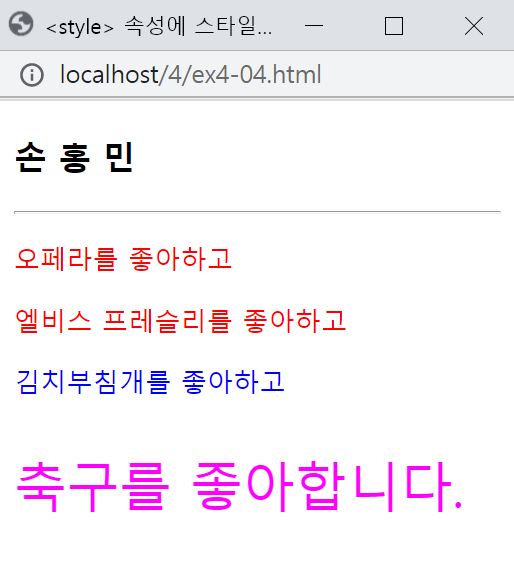 <style> 속성에 스타일...
localhost/4/ex4-04.html
손 홍 민
오페라를 좋아하고
엘비스 프레슬리를 좋아하고
김치부침개를 좋아하고
축구를 좋아합니다.